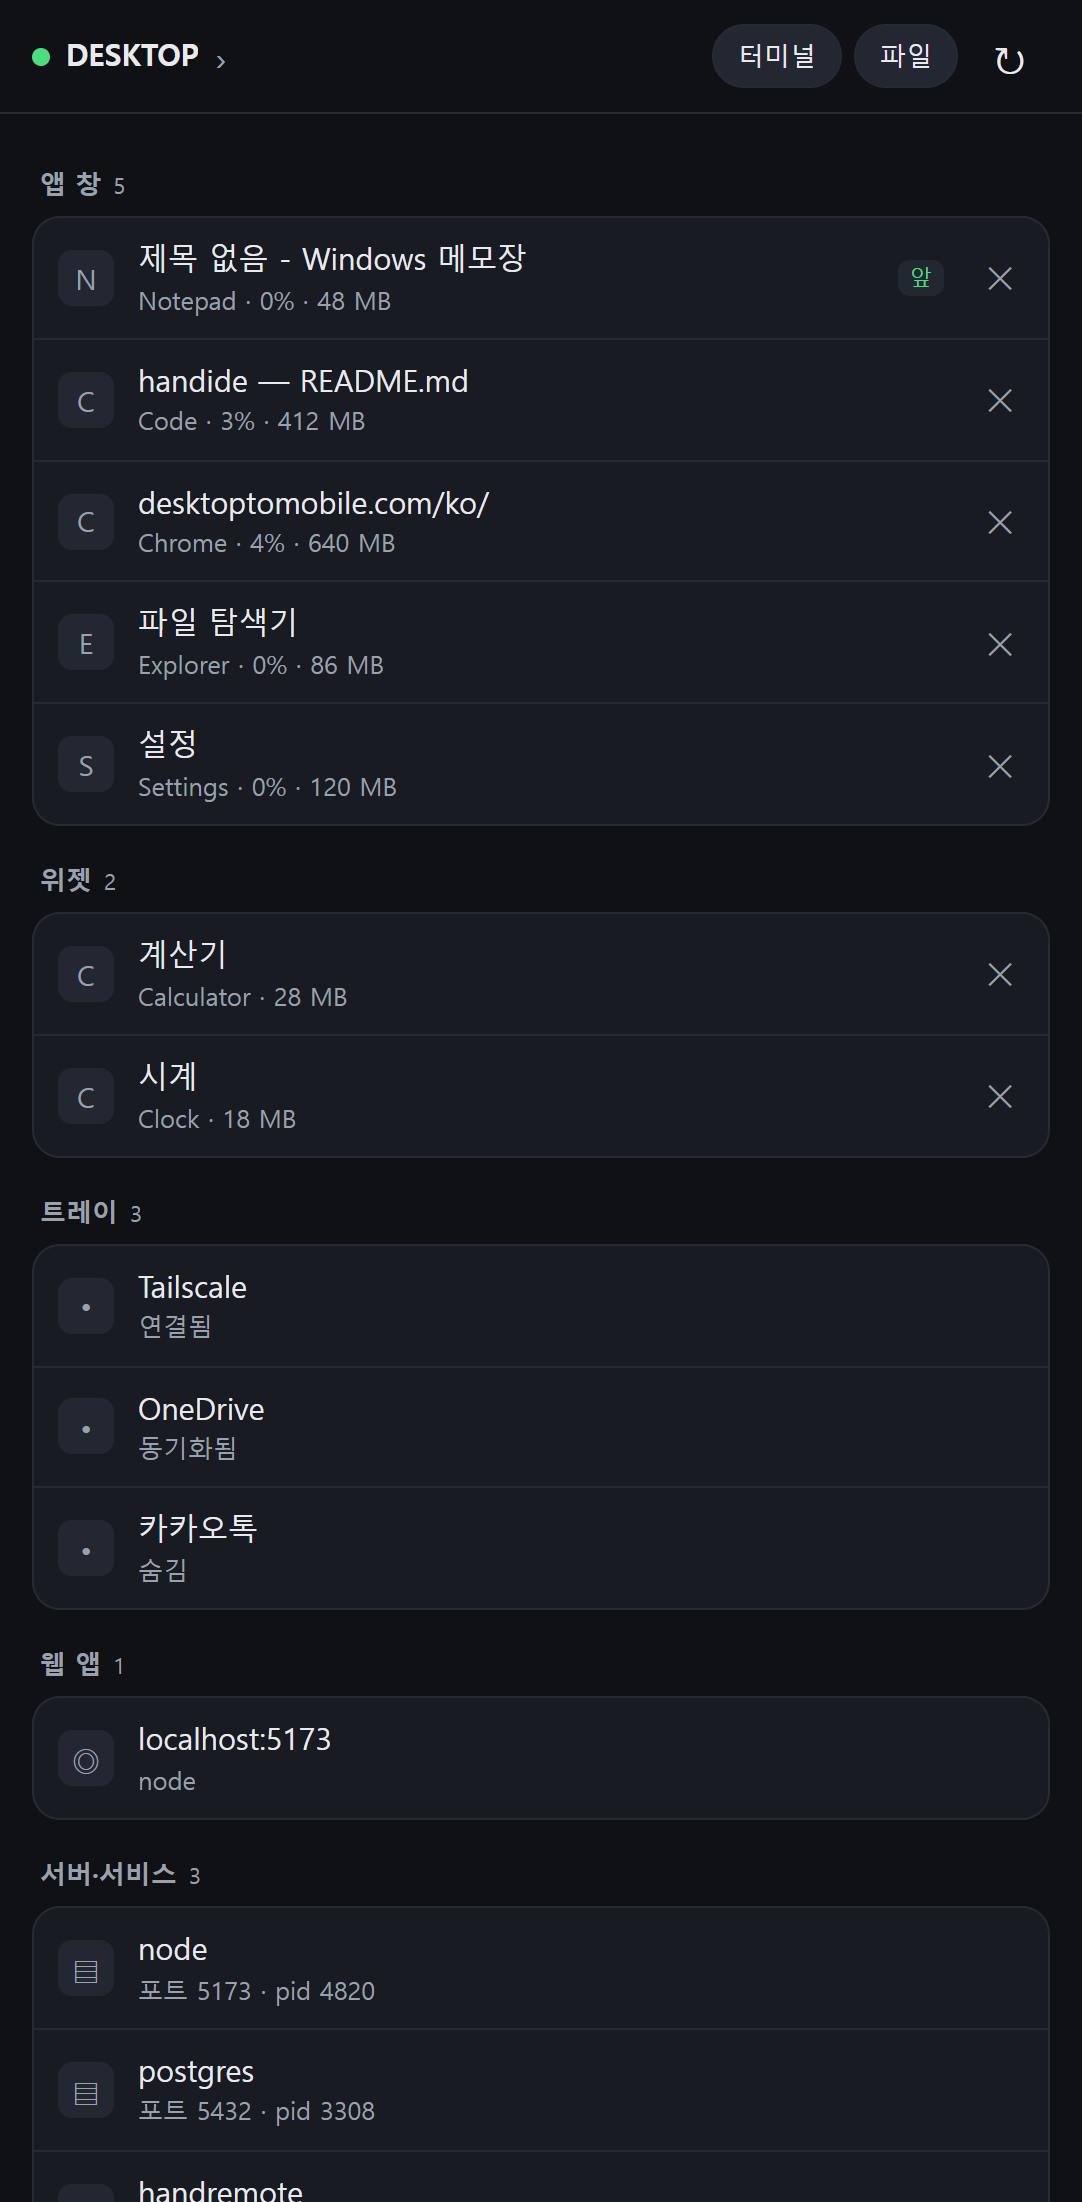 DESKTOP ›
터미널
파일
↻
앱 창 5
N
제목 없음 - Windows 메모장
Notepad · 0% · 48 MB
앞
C
handide — README.md
Code · 3% · 412 MB
C
desktoptomobile.com/ko/
Chrome · 4% · 640 MB
E
파일 탐색기
Explorer · 0% · 86 MB
S
설정
Settings · 0% · 120 MB
위젯 2
C
계산기
Calculator · 28 MB
C
시계
Clock · 18 MB
트레이 3
Tailscale
연결됨
OneDrive
동기화됨
카카오톡
숨김
웹 앱 1
localhost:5173
node
서버·서비스 3
node
포트 5173 · pid 4820
postgres
포트 5432 · pid 3308
handremote